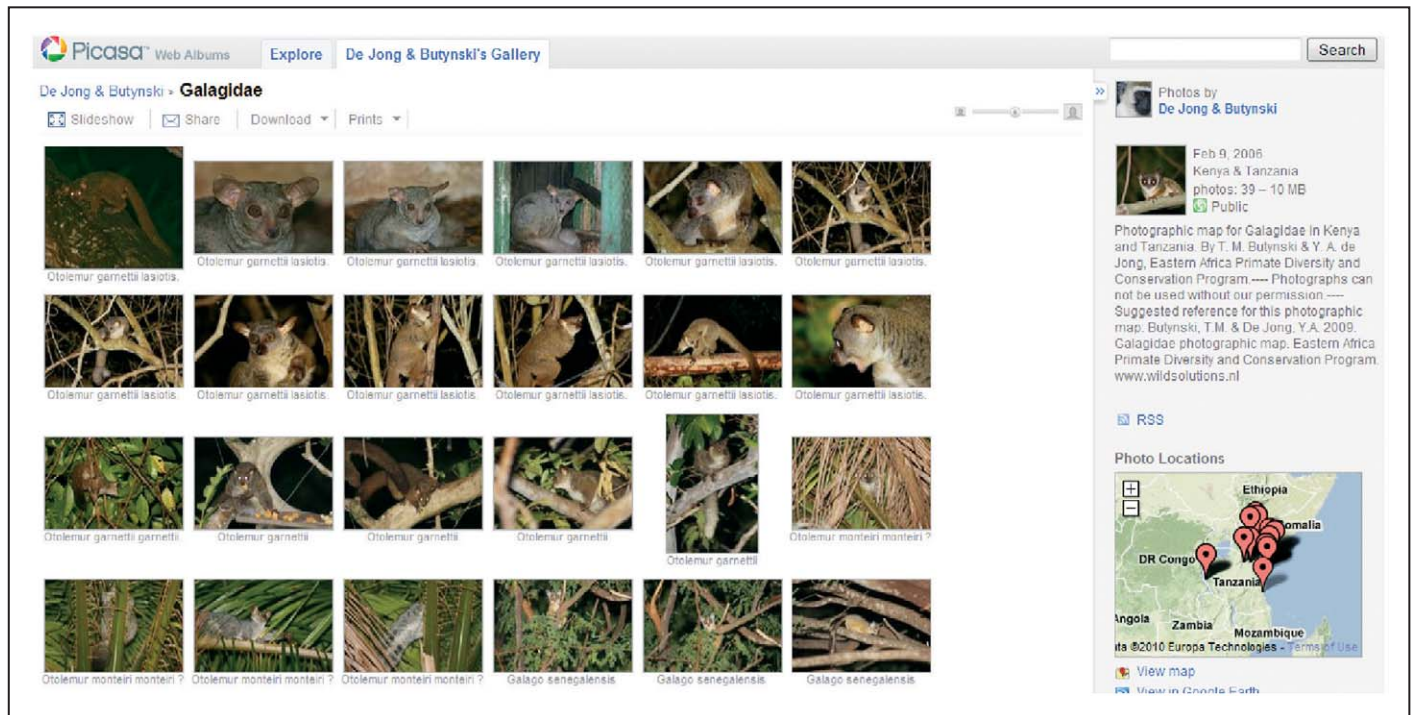 Picasa™ Web Albums
Explore
De Jong & Butynski's Gallery
Search
De Jong & Butynski › Galagidae
Slideshow
Share
Download
Prints
Otolemur garnettii lasiotis.
Otolemur garnettii lasiotis.
Otolemur garnettii lasiotis.
Otolemur garnettii lasiotis.
Otolemur garnettii lasiotis.
Otolemur garnettii lasiotis.
Otolemur garnettii lasiotis.
Otolemur garnettii lasiotis.
Otolemur garnettii lasiotis.
Otolemur garnettii lasiotis.
Otolemur garnettii lasiotis.
Otolemur garnettii lasiotis.
Otolemur garnettii garnettii
Otolemur garnettii
Otolemur garnettii
Otolemur garnettii
Otolemur garnettii
Otolemur monteiri monteiri ?
Otolemur monteiri monteiri ?
Otolemur monteiri monteiri ?
Otolemur monteiri monteiri ?
Galago senegalensis
Galago senegalensis
Galago senegalensis
»
Photos by
De Jong & Butynski
Feb 9, 2006
Kenya & Tanzania
photos: 39 – 10 MB
Public
Photographic map for Galagidae in Kenya
and Tanzania. By T. M. Butynski & Y. A. de
Jong, Eastern Africa Primate Diversity and
Conservation Program.---- Photographs can
not be used without our permission.----
Suggested reference for this photographic
map: Butynski, T.M. & De Jong, Y.A. 2009.
Galagidae photographic map. Eastern Africa
Primate Diversity and Conservation Program.
www.wildsolutions.nl
RSS
Photo Locations
+
−
Ethiopia
omalia
DR Congo
Tanzania
Angola
Zambia
Mozambique
ta ©2010 Europa Technologies - Terms of Use
View map
View in Google Earth